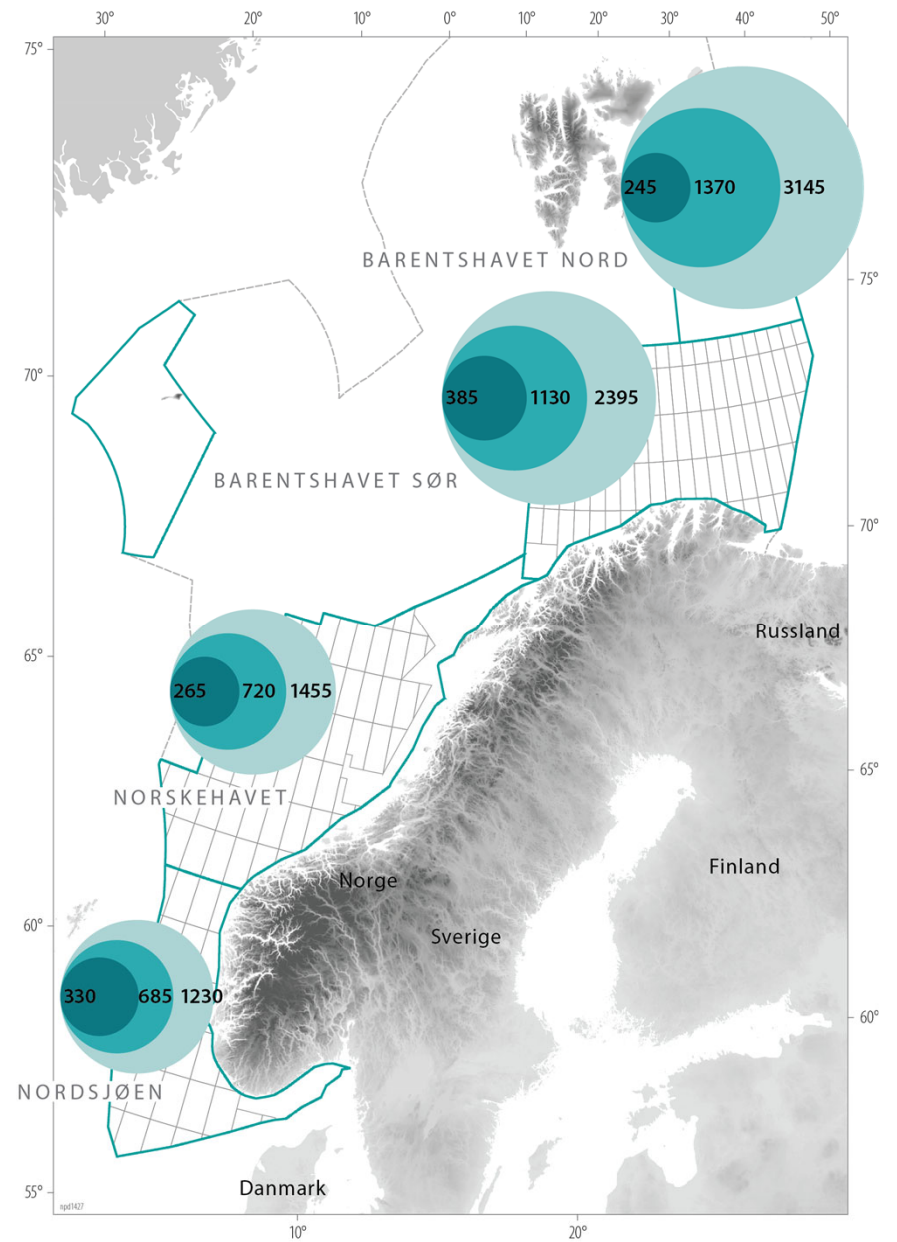 30° 20° 10° 0° 10° 20° 30° 40° 50°
75°
245 1370 3145
BARENTSHAVET NORD
75°
70°
385 1130 2395
BARENTSHAVET SØR
70°
Russland
65°
265 720 1455
65°
NORSKEHAVET
Finland
Norge
60°
Sverige
330 685 1230
60°
NORDSJØEN
Danmark
55°
npd1427
10° 20°